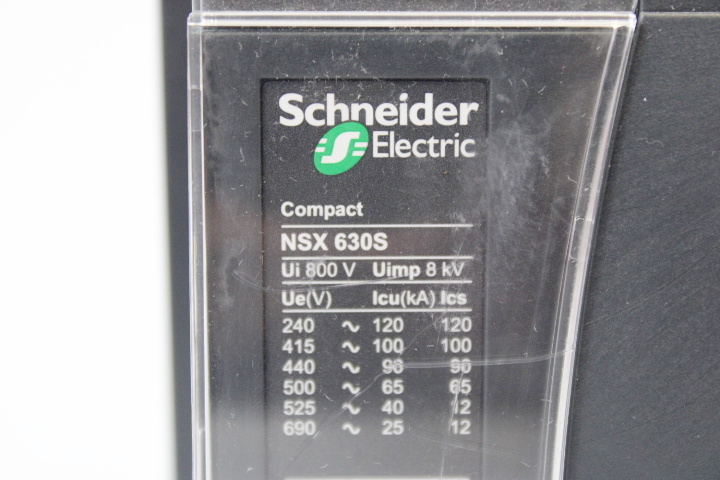 Schneider
Electric
Compact
NSX 630S
Ui 800 V Uimp 8 kV
Ue(V) Icu(kA) Ics
240 ~ 120 120
415 ~ 100 100
440 ~ 90 90
500 ~ 65 65
525 ~ 40 12
690 ~ 25 12